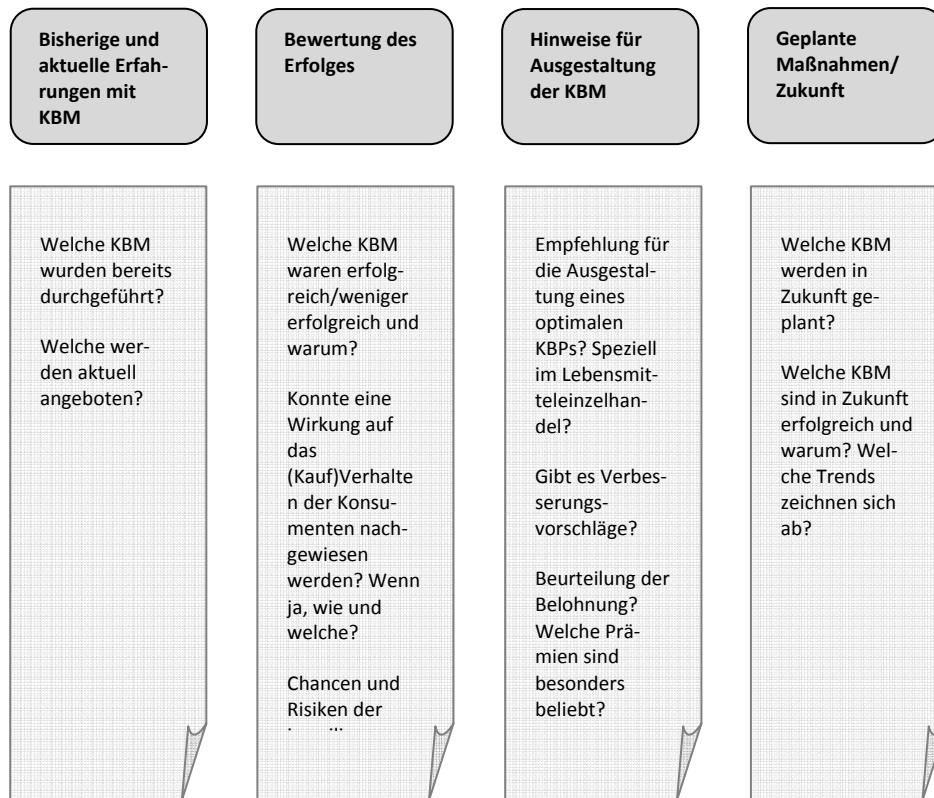 Bisherige und
aktuelle Erfah-
rungen mit
KBM
Bewertung des
Erfolges
Hinweise für
Ausgestaltung
der KBM
Geplante
Maßnahmen/
Zukunft
Welche KBM
wurden bereits
durchgeführt?
Welche wer-
den aktuell
angeboten?
Welche KBM
waren erfolg-
reich/weniger
erfolgreich und
warum?
Konnte eine
Wirkung auf
das
(Kauf)Verhalte
n der Konsu-
menten nach-
gewiesen
werden? Wenn
ja, wie und
welche?
Chancen und
Risiken der
Empfehlung für
die Ausgestal-
tung eines
optimalen
KBPs? Speziell
im Lebensmit-
teleinzelhan-
del?
Gibt es Verbes-
serungs-
vorschläge?
Beurteilung der
Belohnung?
Welche Prä-
mien sind
besonders
beliebt?
Welche KBM
werden in
Zukunft ge-
plant?
Welche KBM
sind in Zukunft
erfolgreich und
warum? Wel-
che Trends
zeichnen sich
ab?